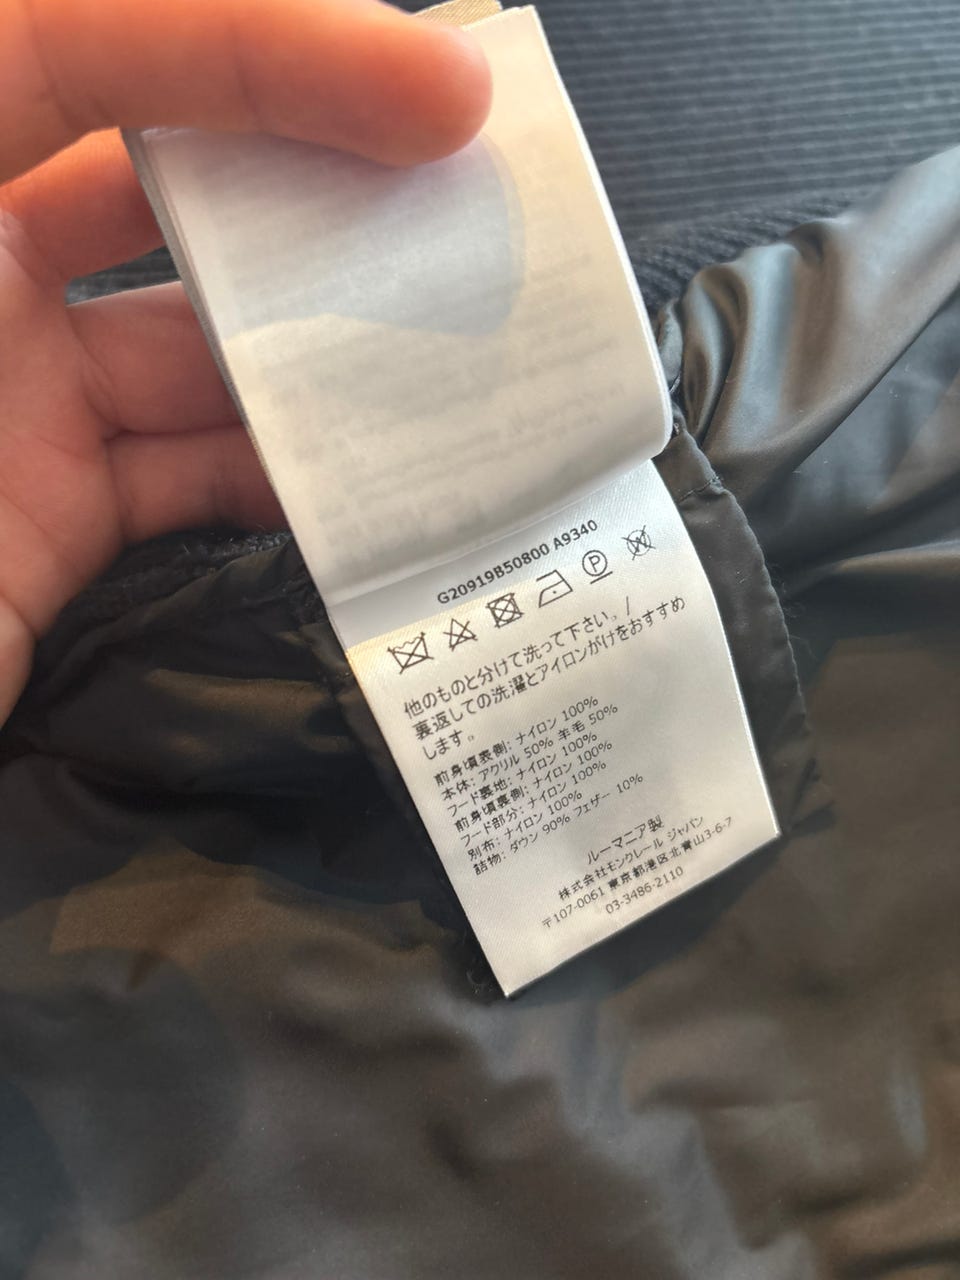 G20919B50800 A9340
P
W
他のものと分けて洗って下さい。/
裏返しての洗濯とアイロンがけをおすすめ
します。
前身頃表側: ナイロン 100%
本体: アクリル 50% 羊毛 50%
フード裏地: ナイロン 100%
前身頃裏側: ナイロン 100%
フード部分: ナイロン 100%
別布: ナイロン 100%
詰物: ダウン 90% フェザー 10%
ルーマニア製
株式会社モンクレール ジャパン
〒107-0061 東京都港区北青山3-6-7
03-3486-2110